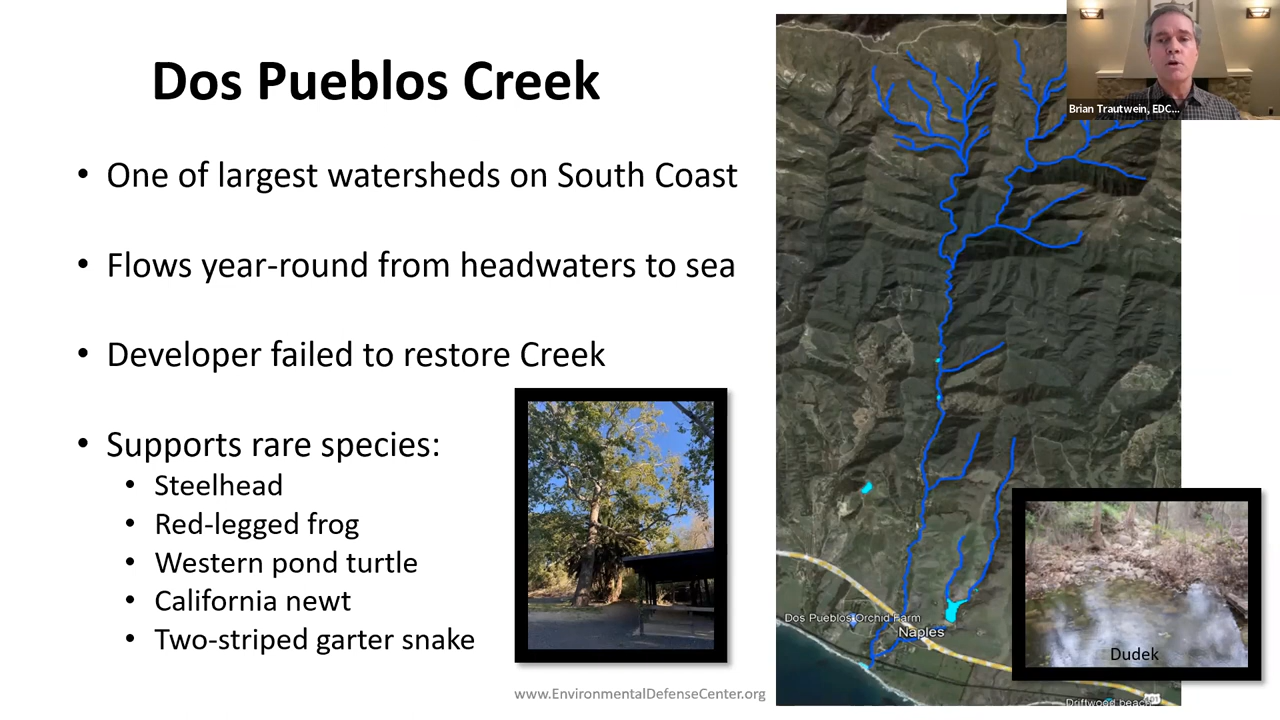 Dos Pueblos Creek
• One of largest watersheds on South Coast
• Flows year-round from headwaters to sea
• Developer failed to restore Creek
• Supports rare species:
• Steelhead
• Red-legged frog
• Western pond turtle
• California newt
• Two-striped garter snake
www.EnvironmentalDefenseCenter.org
Brian Trautwein, EDC...
Dos Pueblos Orchid Farm
Naples
Dudek
Driftwood beach
101